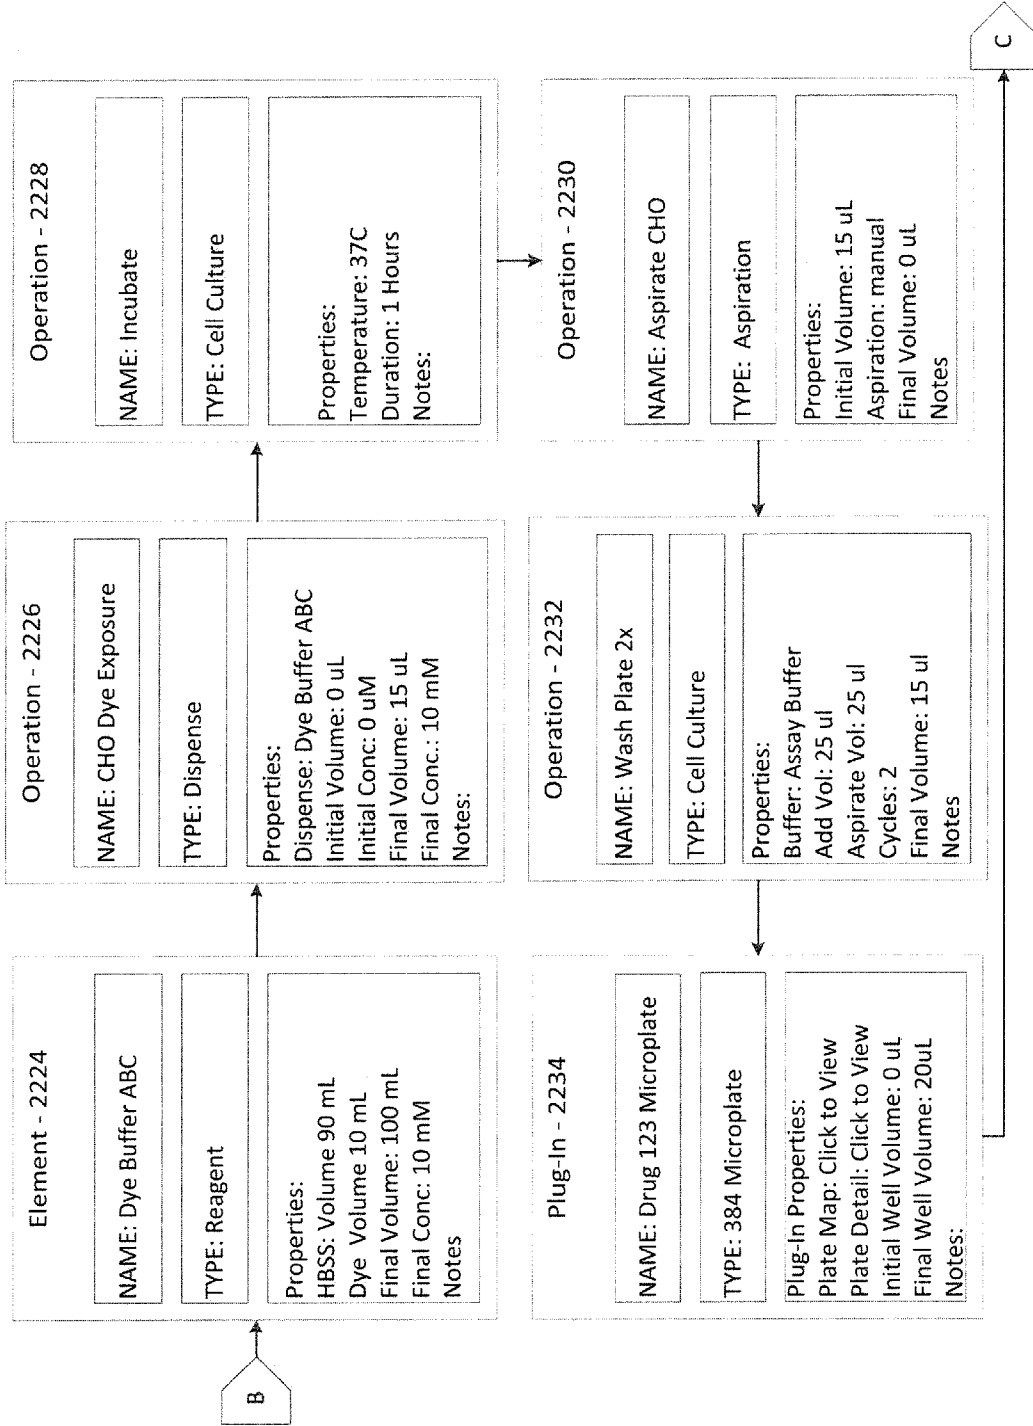 B
Element - 2224
NAME: Dye Buffer ABC
TYPE: Reagent
Properties:
HBSS: Volume 90 mL
Dye Volume 10 mL
Final Volume: 100 mL
Final Conc: 10 mM
Notes
Operation - 2226
NAME: CHO Dye Exposure
TYPE: Dispense
Properties:
Dispense: Dye Buffer ABC
Initial Volume: 0 uL
Initial Conc: 0 uM
Final Volume: 15 uL
Final Conc.: 10 mM
Notes:
Operation - 2228
NAME: Incubate
TYPE: Cell Culture
Properties:
Temperature: 37C
Duration: 1 Hours
Notes:
Operation - 2230
NAME: Aspirate CHO
TYPE: Aspiration
Properties:
Initial Volume: 15 uL
Aspiration: manual
Final Volume: 0 uL
Notes
Operation - 2232
NAME: Wash Plate 2x
TYPE: Cell Culture
Properties:
Buffer: Assay Buffer
Add Vol: 25 ul
Aspirate Vol: 25 ul
Cycles: 2
Final Volume: 15 ul
Notes
Plug-In - 2234
NAME: Drug 123 Microplate
TYPE: 384 Microplate
Plug-In Properties:
Plate Map: Click to View
Plate Detail: Click to View
Initial Well Volume: 0 uL
Final Well Volume: 20uL
Notes:
C